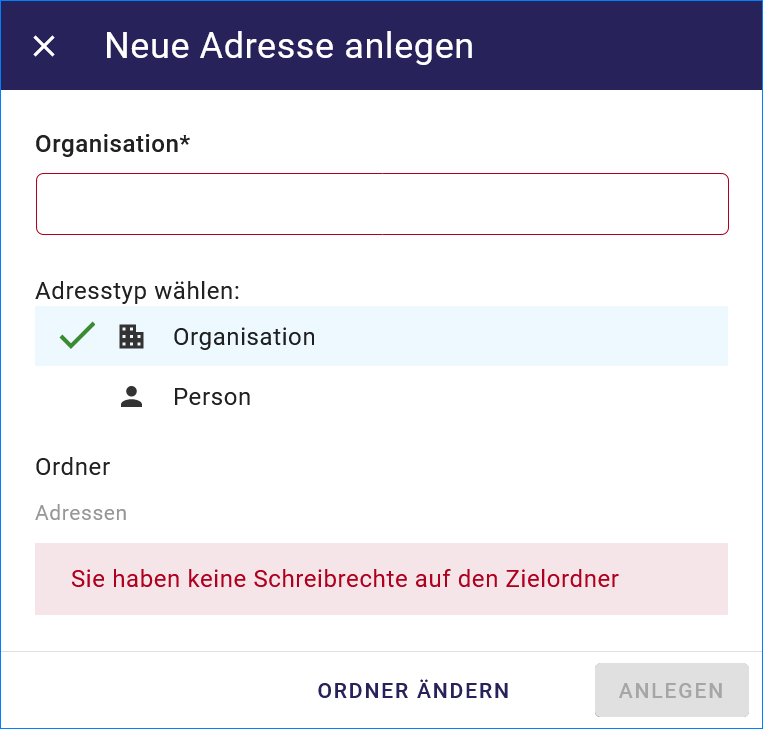 Neue Adresse anlegen
Organisation*
Adresstyp wählen:
Organisation
Person
Ordner
Adressen
Sie haben keine Schreibrechte auf den Zielordner
ORDNER ÄNDERN ANLEGEN